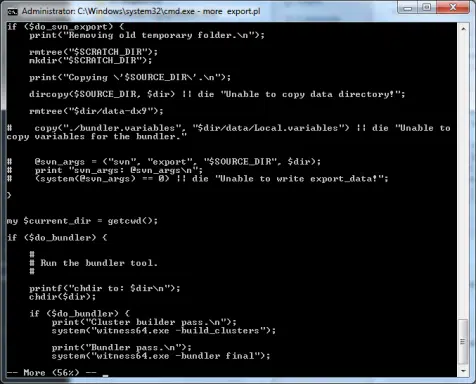 Administrator: C:\Windows\system32\cmd.exe - more export.pl
if ($do_svn_export) {
    print("Removing old temporary folder.\n");
    rmtree("$SCRATCH_DIR");
    mkdir("$SCRATCH_DIR");
    print("Copying \'$SOURCE_DIR\'.\n");
    dircopy($SOURCE_DIR, $dir) || die "Unable to copy data directory!";
    rmtree("$dir/data-dx9");
#    copy("./bundler.variables", "$dir/data/Local.variables") || die "Unable to
copy variables for the bundler."
#    @svn_args = ("svn", "export", "$SOURCE_DIR", $dir);
#    print "svn_args: @svn_args\n";
#    (system(@svn_args) == 0) || die "Unable to write export_data!";
}
my $current_dir = getcwd();
if ($do_bundler) {
    #
    # Run the bundler tool.
    #
    printf("chdir to: $dir\n");
    chdir($dir);
    if ($do_bundler) {
        print("Cluster builder pass.\n");
        system("witness64.exe -build_clusters");
        print("Bundler pass.\n");
        system("witness64.exe -bundler final");
-- More (56%) -- _